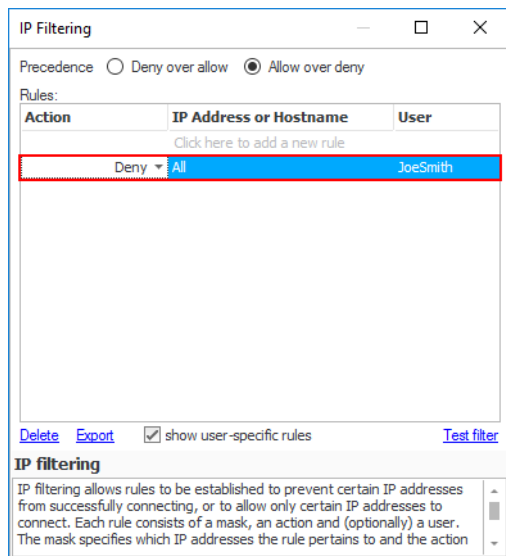 IP Filtering
Precedence Deny over allow Allow over deny
Rules:
Action IP Address or Hostname User
Click here to add a new rule
Deny All JoeSmith
Delete Export show user-specific rules Test filter
IP filtering
IP filtering allows rules to be established to prevent certain IP addresses
from successfully connecting, or to allow only certain IP addresses to
connect. Each rule consists of a mask, an action and (optionally) a user.
The mask specifies which IP addresses the rule pertains to and the action